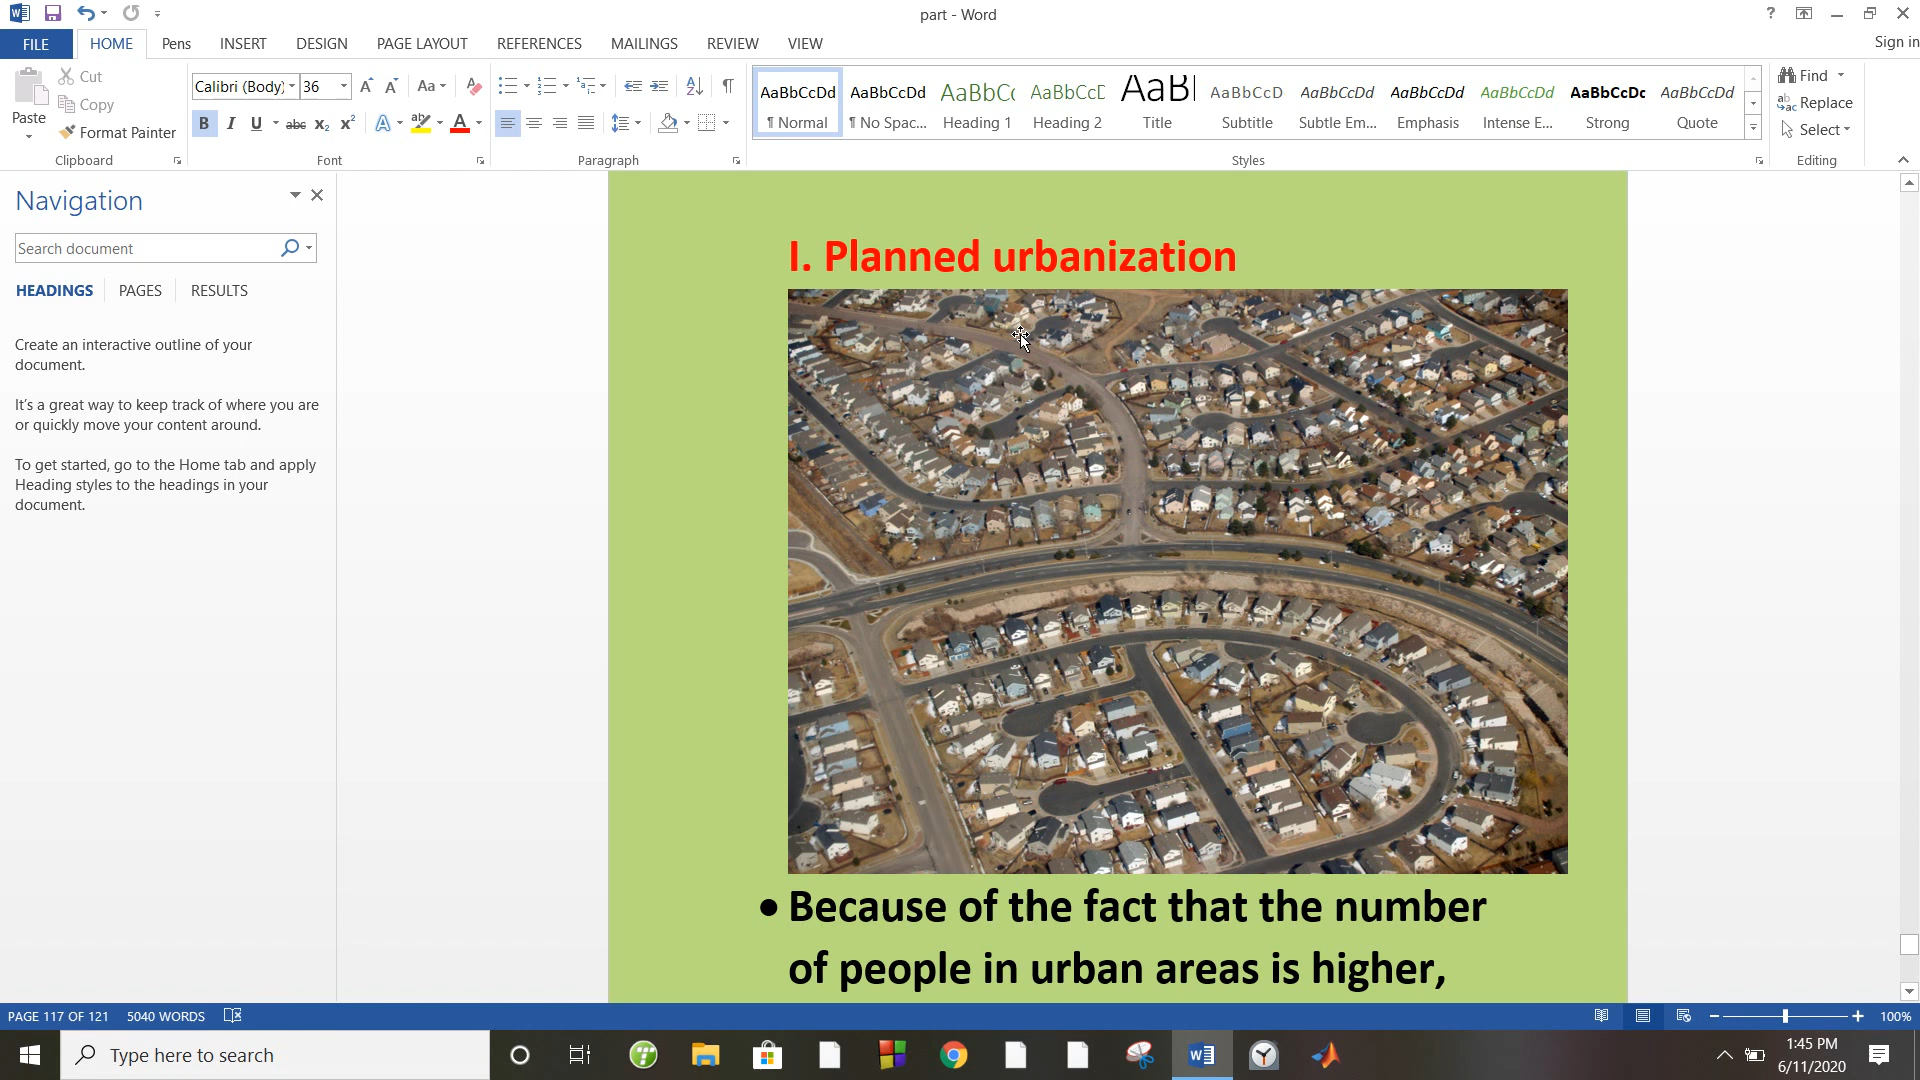 part - Word
FILE
HOME
Pens
INSERT
DESIGN
PAGE LAYOUT
REFERENCES
MAILINGS
REVIEW
VIEW
Sign in
Paste
Cut
Copy
Format Painter
Clipboard
Calibri (Body)
36
Aa
B I U abc X₂ X²
A
Font
Paragraph
AaBbCcDd
¶ Normal
AaBbCcDd
¶ No Spac...
AaBbCc
Heading 1
AaBbCcE
Heading 2
AaBl
Title
AaBbCcD
Subtitle
AaBbCcDd
Subtle Em...
AaBbCcDd
Emphasis
AaBbCcDd
Intense E...
AaBbCcDc
Strong
AaBbCcDd
Quote
Styles
Find
Replace
Select
Editing
Navigation
Search document
HEADINGS
PAGES
RESULTS
Create an interactive outline of your
document.
It's a great way to keep track of where you are
or quickly move your content around.
To get started, go to the Home tab and apply
Heading styles to the headings in your
document.
I. Planned urbanization
• Because of the fact that the number
of people in urban areas is higher,
PAGE 117 OF 121
5040 WORDS
100%
Type here to search
1:45 PM
6/11/2020